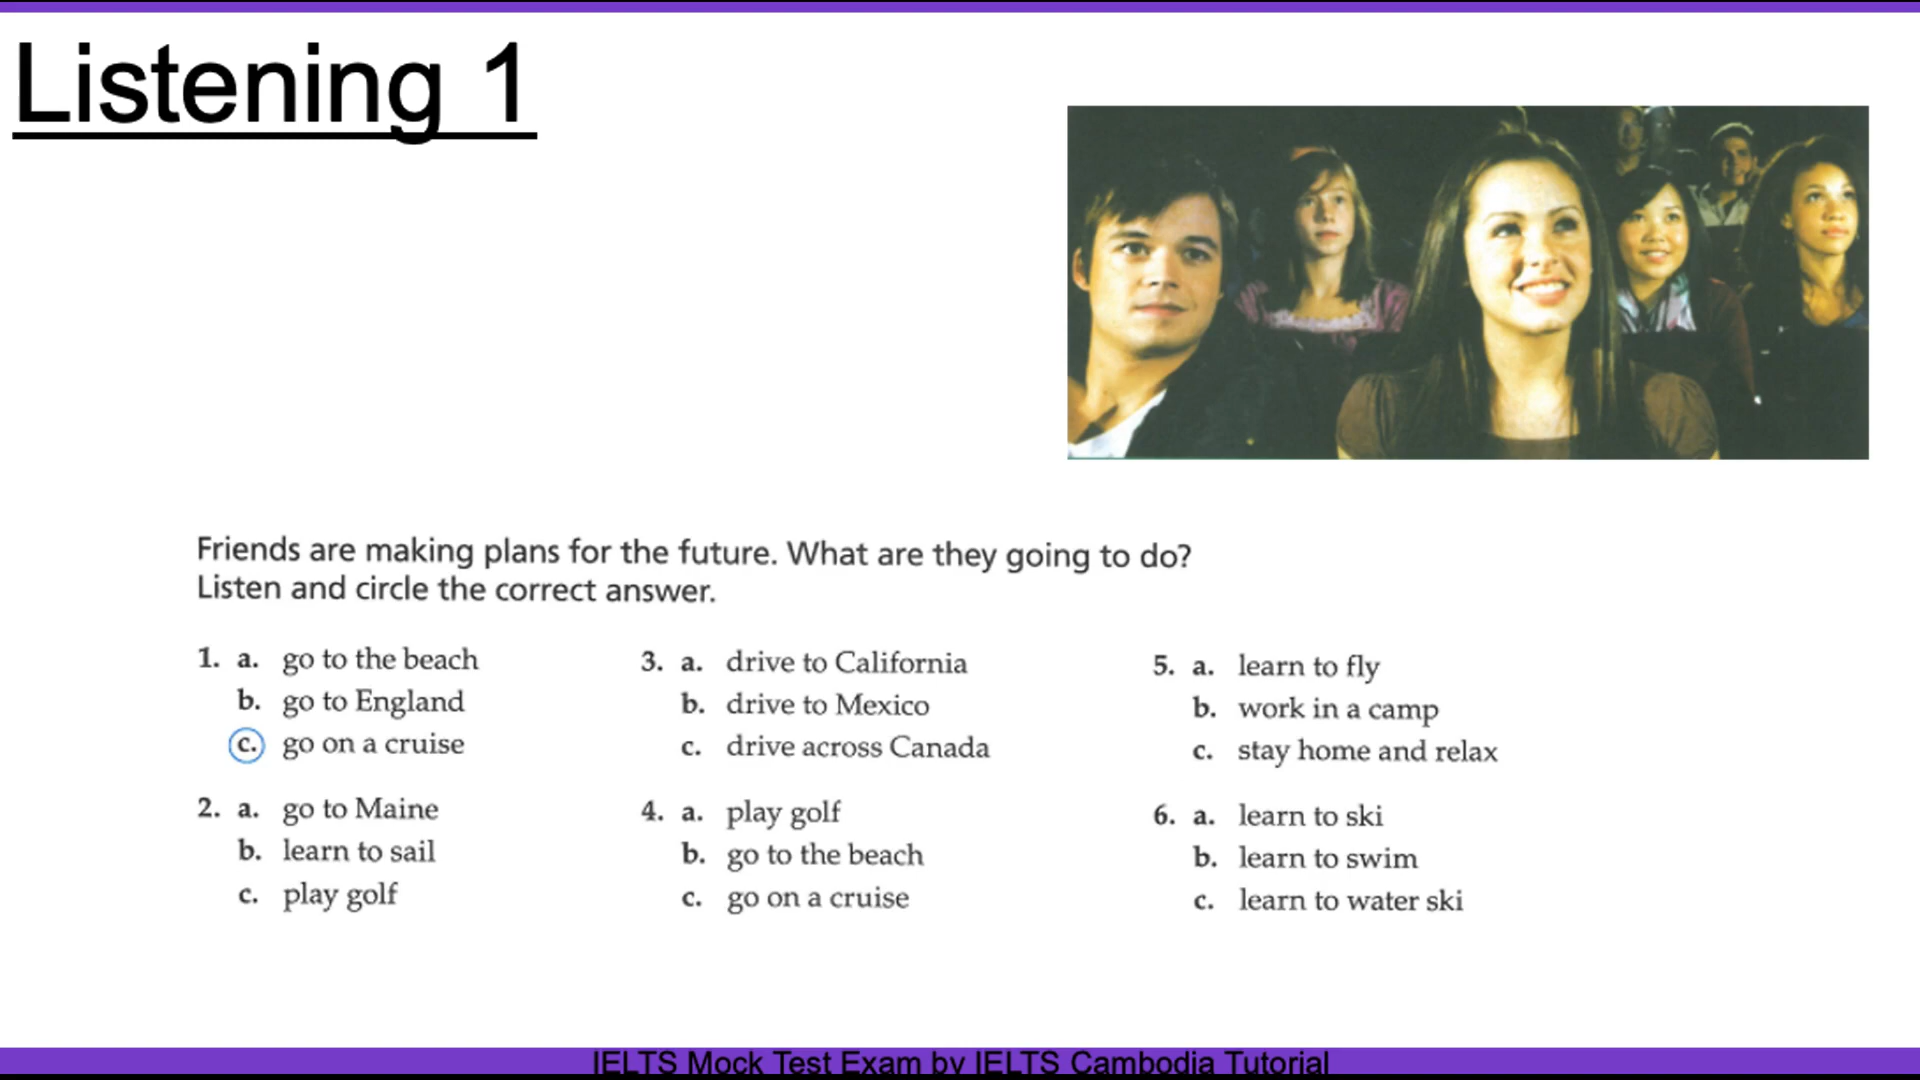 Listening 1
Friends are making plans for the future. What are they going to do?
Listen and circle the correct answer.
1. a. go to the beach
b. go to England
c. go on a cruise
2. a. go to Maine
b. learn to sail
c. play golf
3. a. drive to California
b. drive to Mexico
c. drive across Canada
4. a. play golf
b. go to the beach
c. go on a cruise
5. a. learn to fly
b. work in a camp
c. stay home and relax
6. a. learn to ski
b. learn to swim
c. learn to water ski
IELTS Mock Test Exam by IELTS Cambodia Tutorial